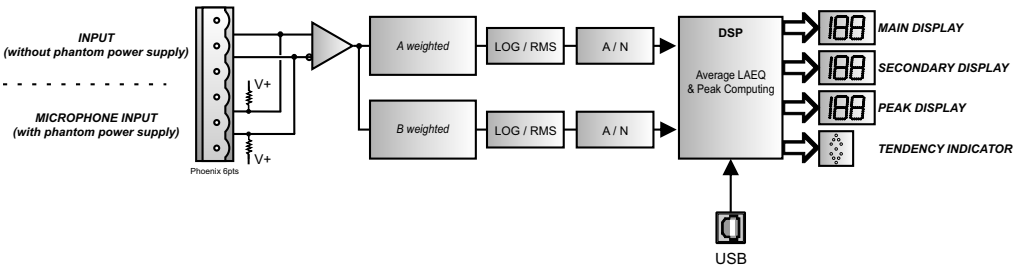 INPUT
(without phantom power supply)
MICROPHONE INPUT
(with phantom power supply)
V+
V+
Phoenix 6pts
A weighted
LOG / RMS
A / N
B weighted
LOG / RMS
A / N
DSP
Average LAEQ
& Peak Computing
USB
188
MAIN DISPLAY
188
SECONDARY DISPLAY
188
PEAK DISPLAY
TENDENCY INDICATOR